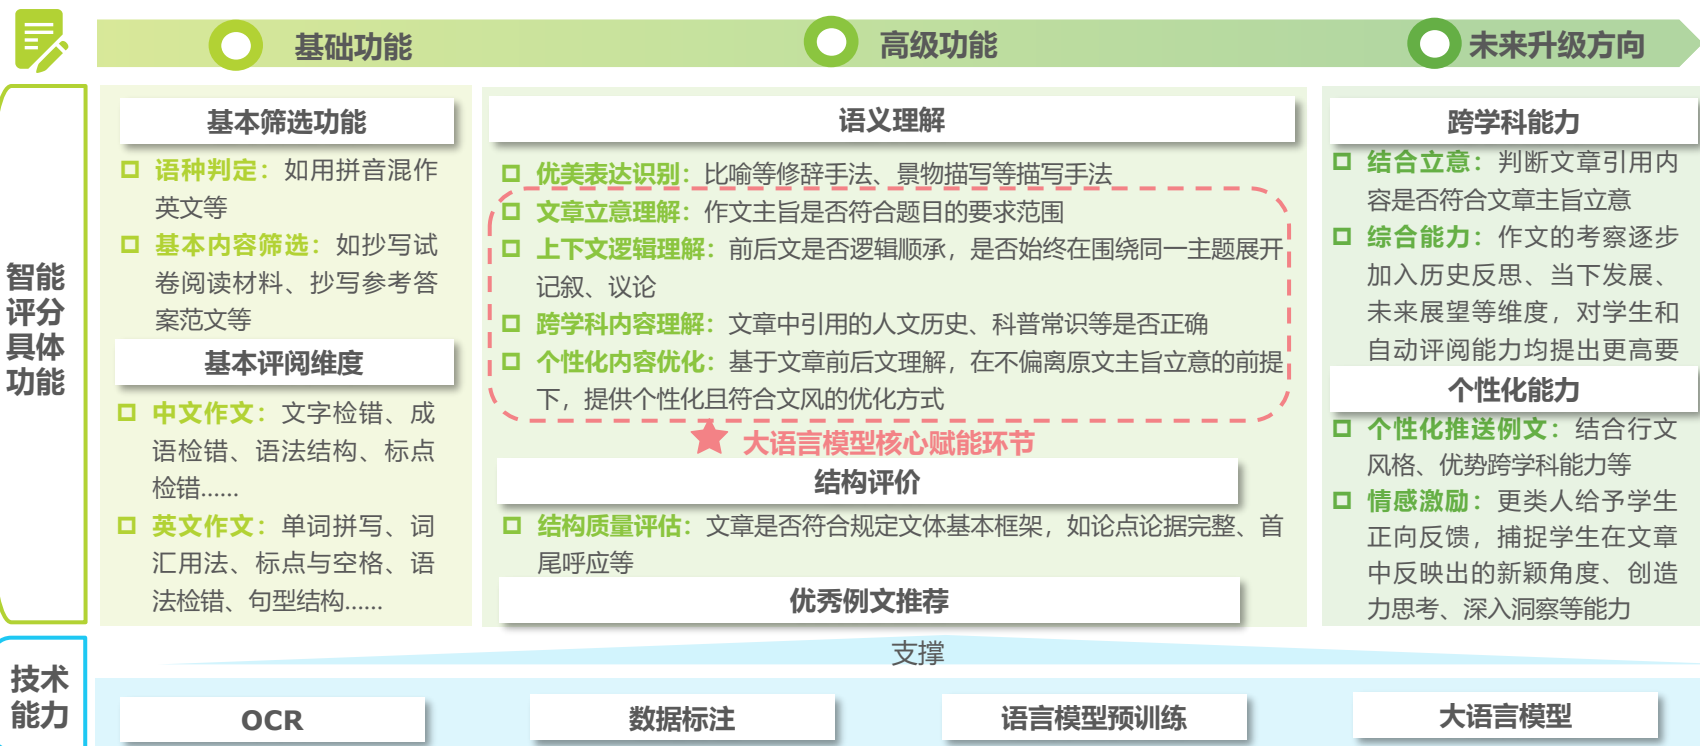 基础功能
高级功能
未来升级方向
智能
评分
具体
功能
基本筛选功能
语种判定：如用拼音混作
英文等
基本内容筛选：如抄写试
卷阅读材料、抄写参考答
案范文等
基本评阅维度
中文作文：文字检错、成
语检错、语法结构、标点
检错......
英文作文：单词拼写、词
汇用法、标点与空格、语
法检错、句型结构......
语义理解
优美表达识别：比喻等修辞手法、景物描写等描写手法
文章立意理解：作文主旨是否符合题目的要求范围
上下文逻辑理解：前后文是否逻辑顺承，是否始终在围绕同一主题展开
记叙、议论
跨学科内容理解：文章中引用的人文历史、科普常识等是否正确
个性化内容优化：基于文章前后文理解，在不偏离原文主旨立意的前提
下，提供个性化且符合文风的优化方式
大语言模型核心赋能环节
结构评价
结构质量评估：文章是否符合规定文体基本框架，如论点论据完整、首
尾呼应等
优秀例文推荐
跨学科能力
结合立意：判断文章引用内
容是否符合文章主旨立意
综合能力：作文的考察逐步
加入历史反思、当下发展、
未来展望等维度，对学生和
自动评阅能力均提出更高要
个性化能力
个性化推送例文：结合行文
风格、优势跨学科能力等
情感激励：更类人给予学生
正向反馈，捕捉学生在文章
中反映出的新颖角度、创造
力思考、深入洞察等能力
支撑
技术
能力
OCR
数据标注
语言模型预训练
大语言模型